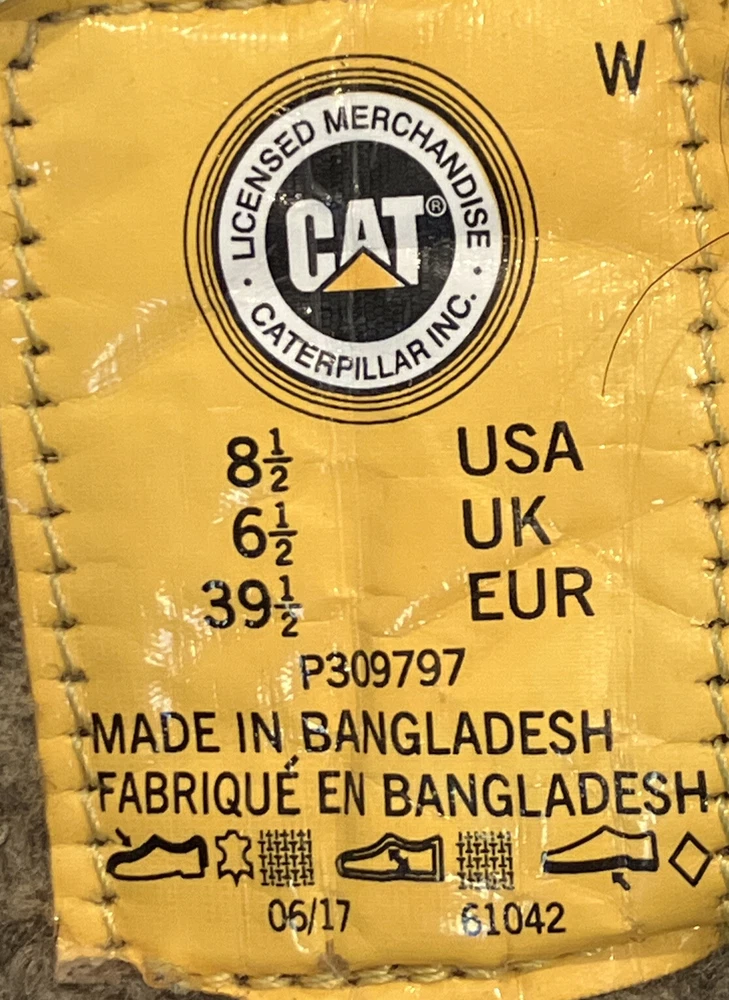 W
LICENSED MERCHANDISE
CAT®
· CATERPILLAR INC. ·
8½ USA
6½ UK
39½ EUR
P309797
MADE IN BANGLADESH
FABRIQUÉ EN BANGLADESH
06/17 61042